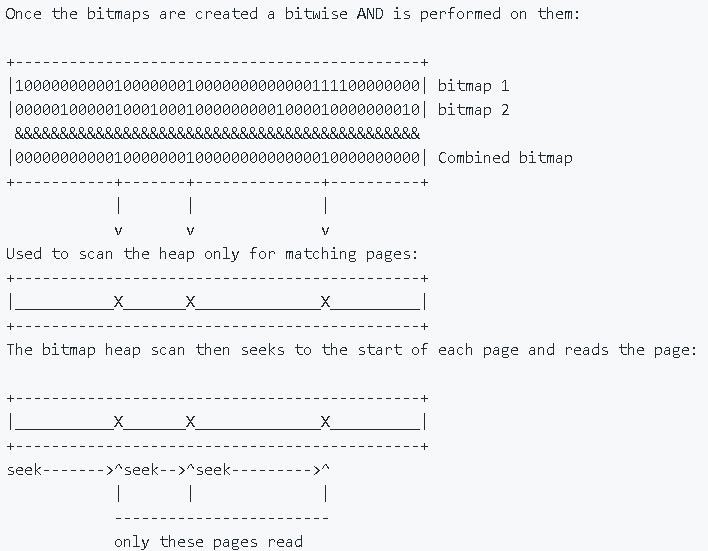 Once the bitmaps are created a bitwise AND is performed on them:
+---------------------------------------------+
|100000000001000000010000000000000111100000000| bitmap 1
|000001000001000100010000000001000010000000010| bitmap 2
 &&&&&&&&&&&&&&&&&&&&&&&&&&&&&&&&&&&&&&&&&&&&&
|000000000001000000010000000000000010000000000| Combined bitmap
+-----------+-------+--------------+----------+
            |       |              |
            v       v              v
Used to scan the heap only for matching pages:
+---------------------------------------------+
|___________X_______X______________X__________|
+---------------------------------------------+
The bitmap heap scan then seeks to the start of each page and reads the page:
+---------------------------------------------+
|___________X_______X______________X__________|
+---------------------------------------------+
seek------->^seek-->^seek--------->^
            |       |              |
            ------------------------
            only these pages read